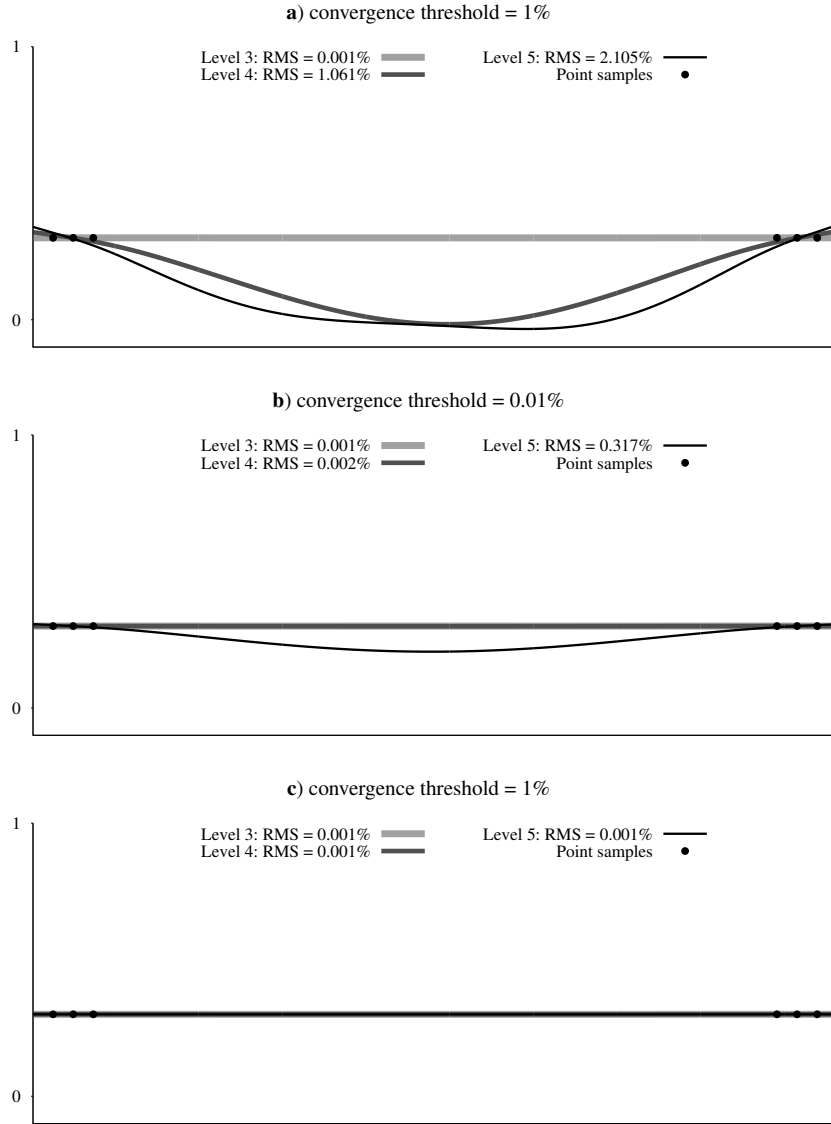 a) convergence threshold = 1%
1
Level 3: RMS = 0.001%
Level 5: RMS = 2.105%
Level 4: RMS = 1.061%
Point samples
0
b) convergence threshold = 0.01%
1
Level 3: RMS = 0.001%
Level 5: RMS = 0.317%
Level 4: RMS = 0.002%
Point samples
0
c) convergence threshold = 1%
1
Level 3: RMS = 0.001%
Level 5: RMS = 0.001%
Level 4: RMS = 0.001%
Point samples
0